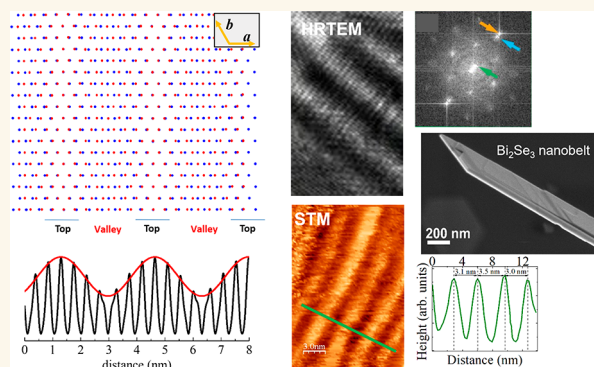 b
a
Top Valley Top Valley Top
0 1 2 3 4 5 6 7 8
distance (nm)
HRTEM
STM
3.0nm
Bi₂Se₃ nanobelt
200 nm
0 4 8 12
3.1 nm 3.5 nm 3.0 nm
Height (arb. units)
Distance (nm)